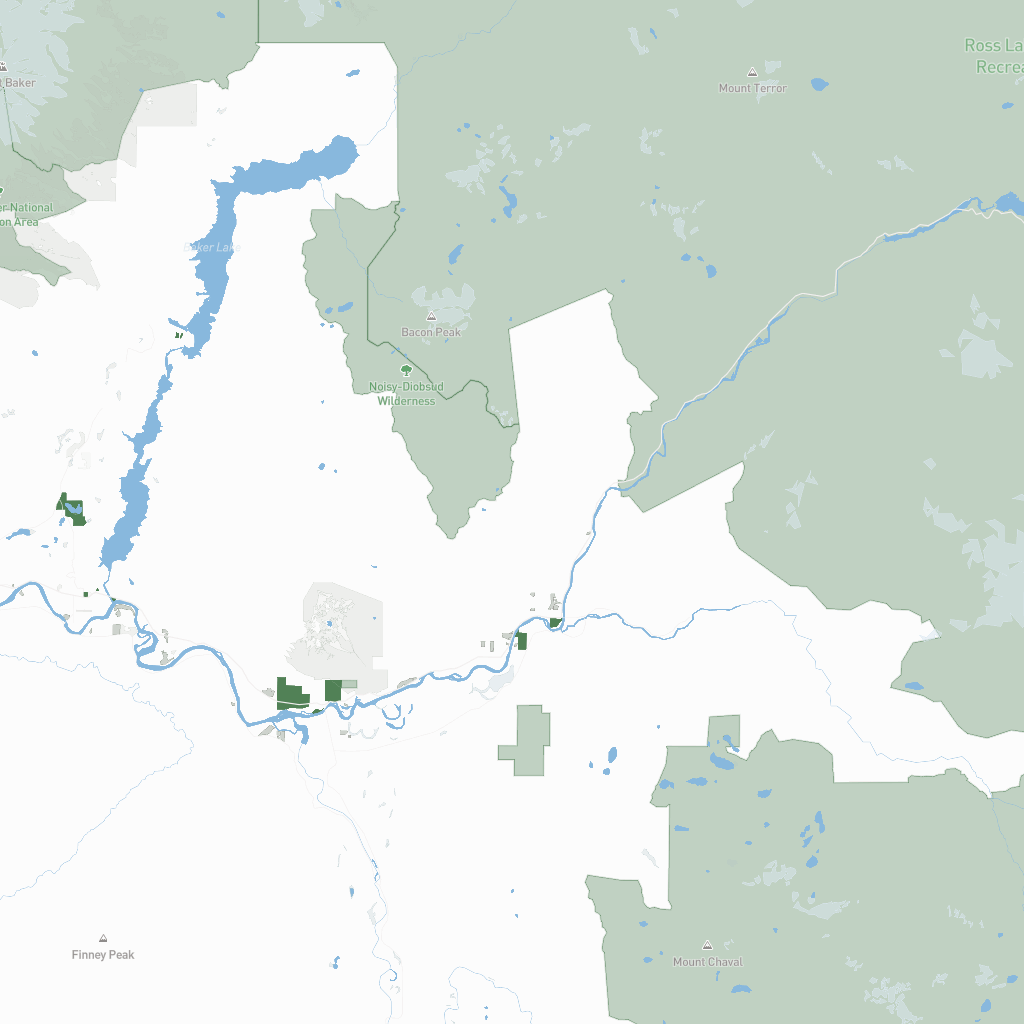 Ross La
Recrea
Baker
Mount Terror
er National
on Area
Baker Lake
Bacon Peak
Noisy-Diobsud
Wilderness
Finney Peak
Mount Chaval